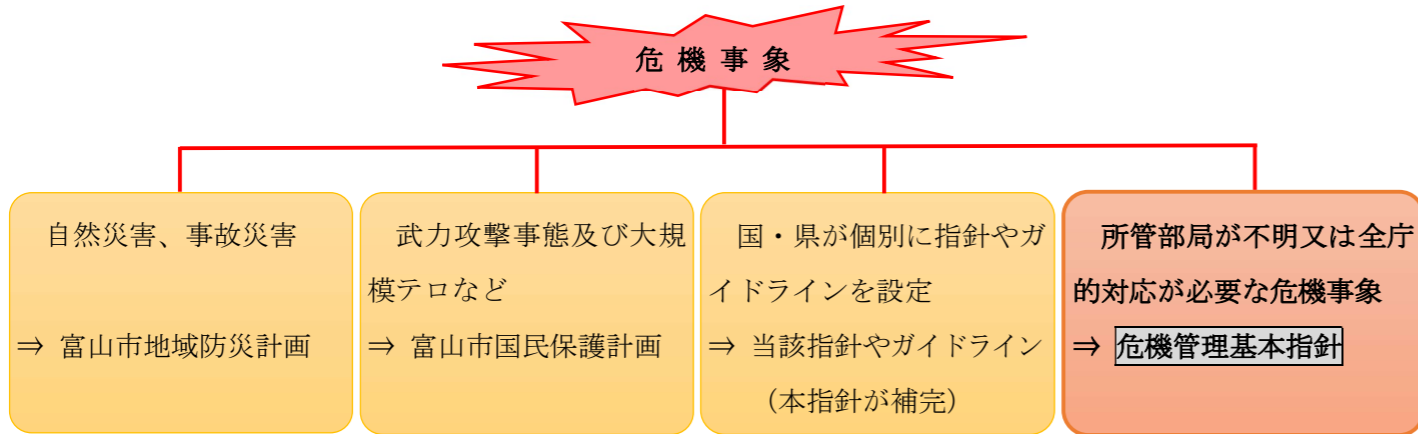 危機事象
自然災害、事故災害
⇒ 富山市地域防災計画
武力攻撃事態及び大規
模テロなど
⇒ 富山市国民保護計画
国・県が個別に指針やガ
イドラインを設定
⇒ 当該指針やガイドライン
（本指針が補完）
所管部局が不明又は全庁
的対応が必要な危機事象
⇒ 危機管理基本指針